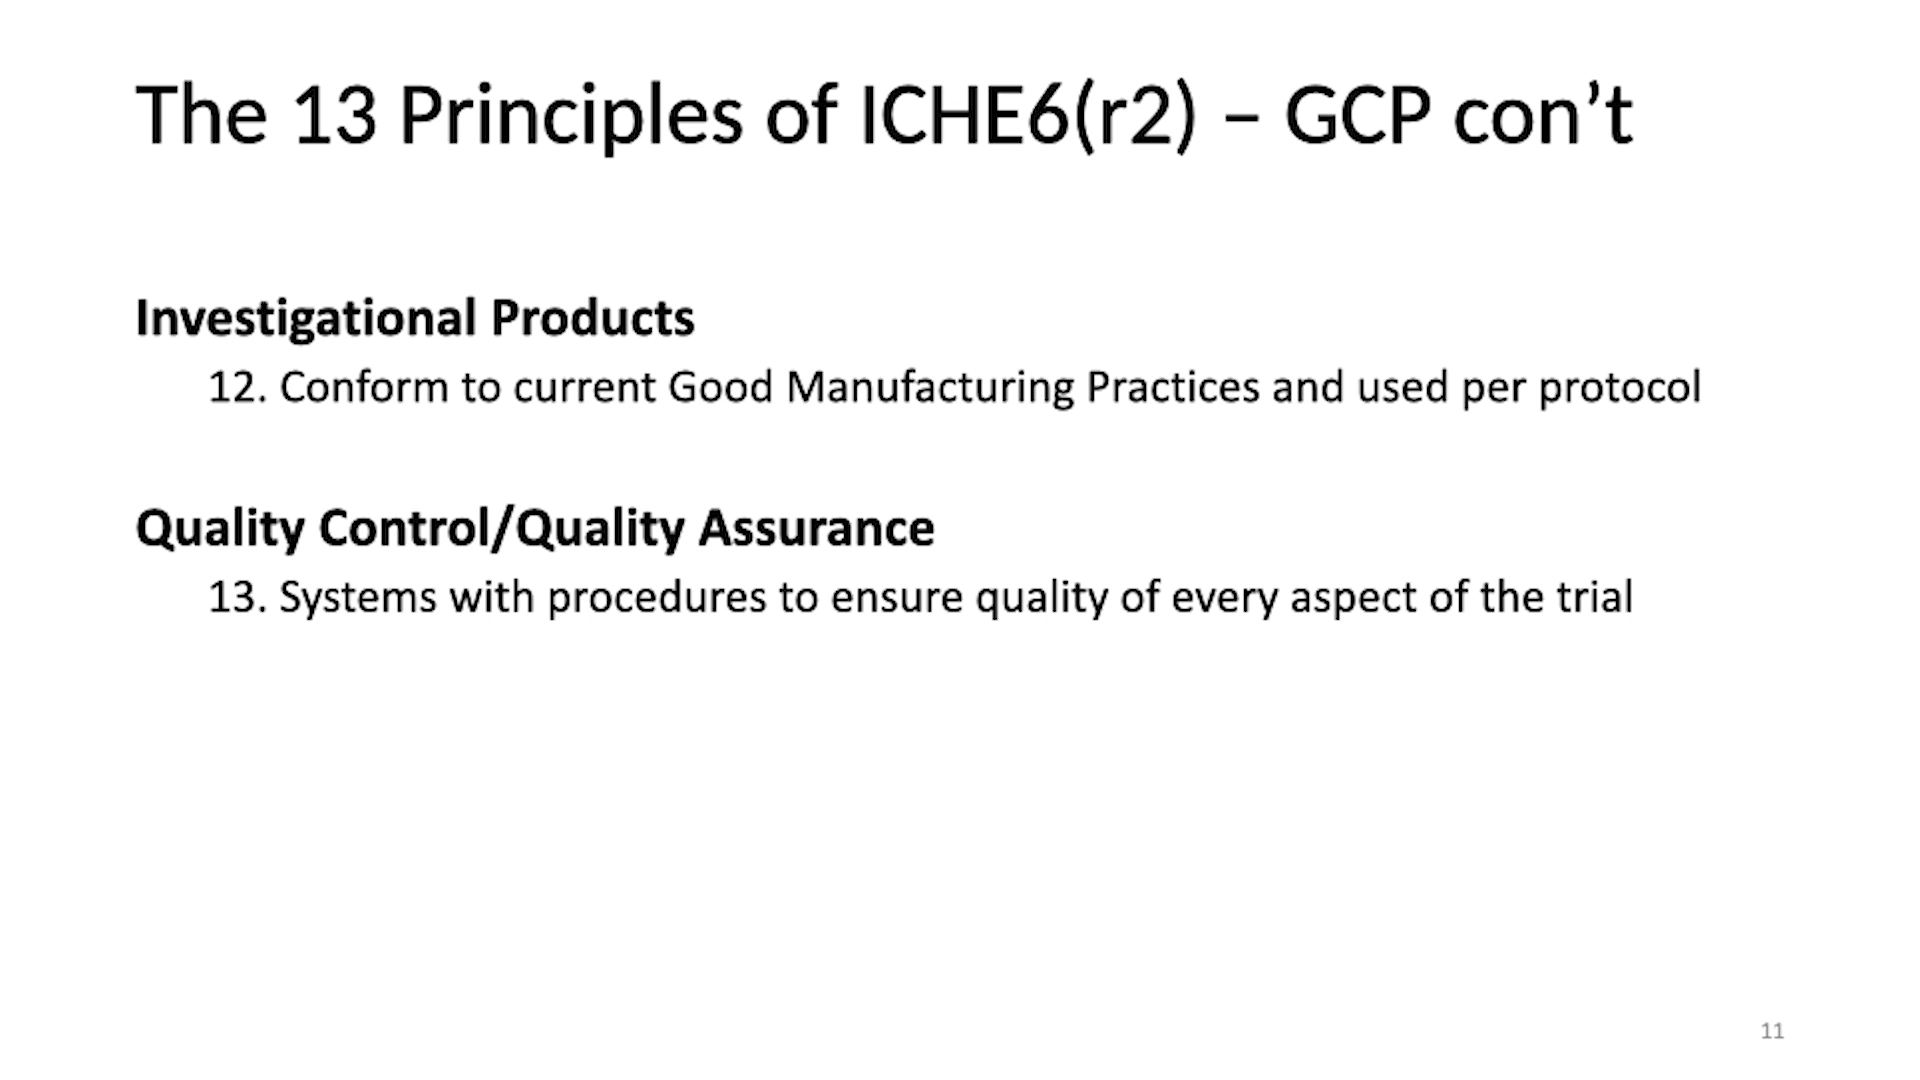 The 13 Principles of ICHE6(r2) – GCP con’t
Investigational Products
12. Conform to current Good Manufacturing Practices and used per protocol
Quality Control/Quality Assurance
13. Systems with procedures to ensure quality of every aspect of the trial
11